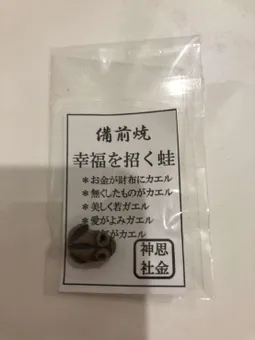 備前焼
幸福を招く蛙
＊お金が財布にカエル
＊無くしたものがカエル
＊美しく若ガエル
＊愛がよみガエル
がカエル
神恩
社金